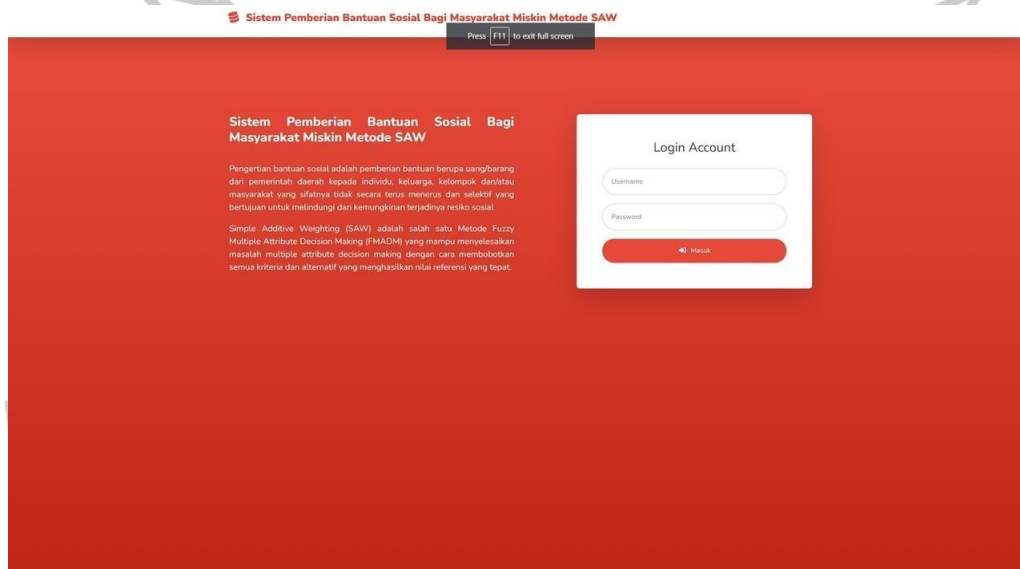 Sistem Pemberian Bantuan Sosial Bagi Masyarakat Miskin Metode SAW
Press F11 to exit full screen
Sistem Pemberian Bantuan Sosial Bagi
Masyarakat Miskin Metode SAW
Pengertian bantuan sosial adalah pemberian bantuan berupa uang/barang
dari pemerintah daerah kepada individu, keluarga, kelompok dan/atau
masyarakat yang sifatnya tidak secara terus menerus dan selektif yang
bertujuan untuk melindungi dari kemungkinan terjadinya resiko sosial
Simple Additive Weighting (SAW) adalah salah satu Metode Fuzzy
Multiple Attribute Decision Making (FMADM) yang mampu menyelesaikan
masalah multiple attribute decision making dengan cara membobotkan
semua kriteria dan alternatif yang menghasilkan nilai referensi yang tepat.
Login Account
Username
Password
Masuk